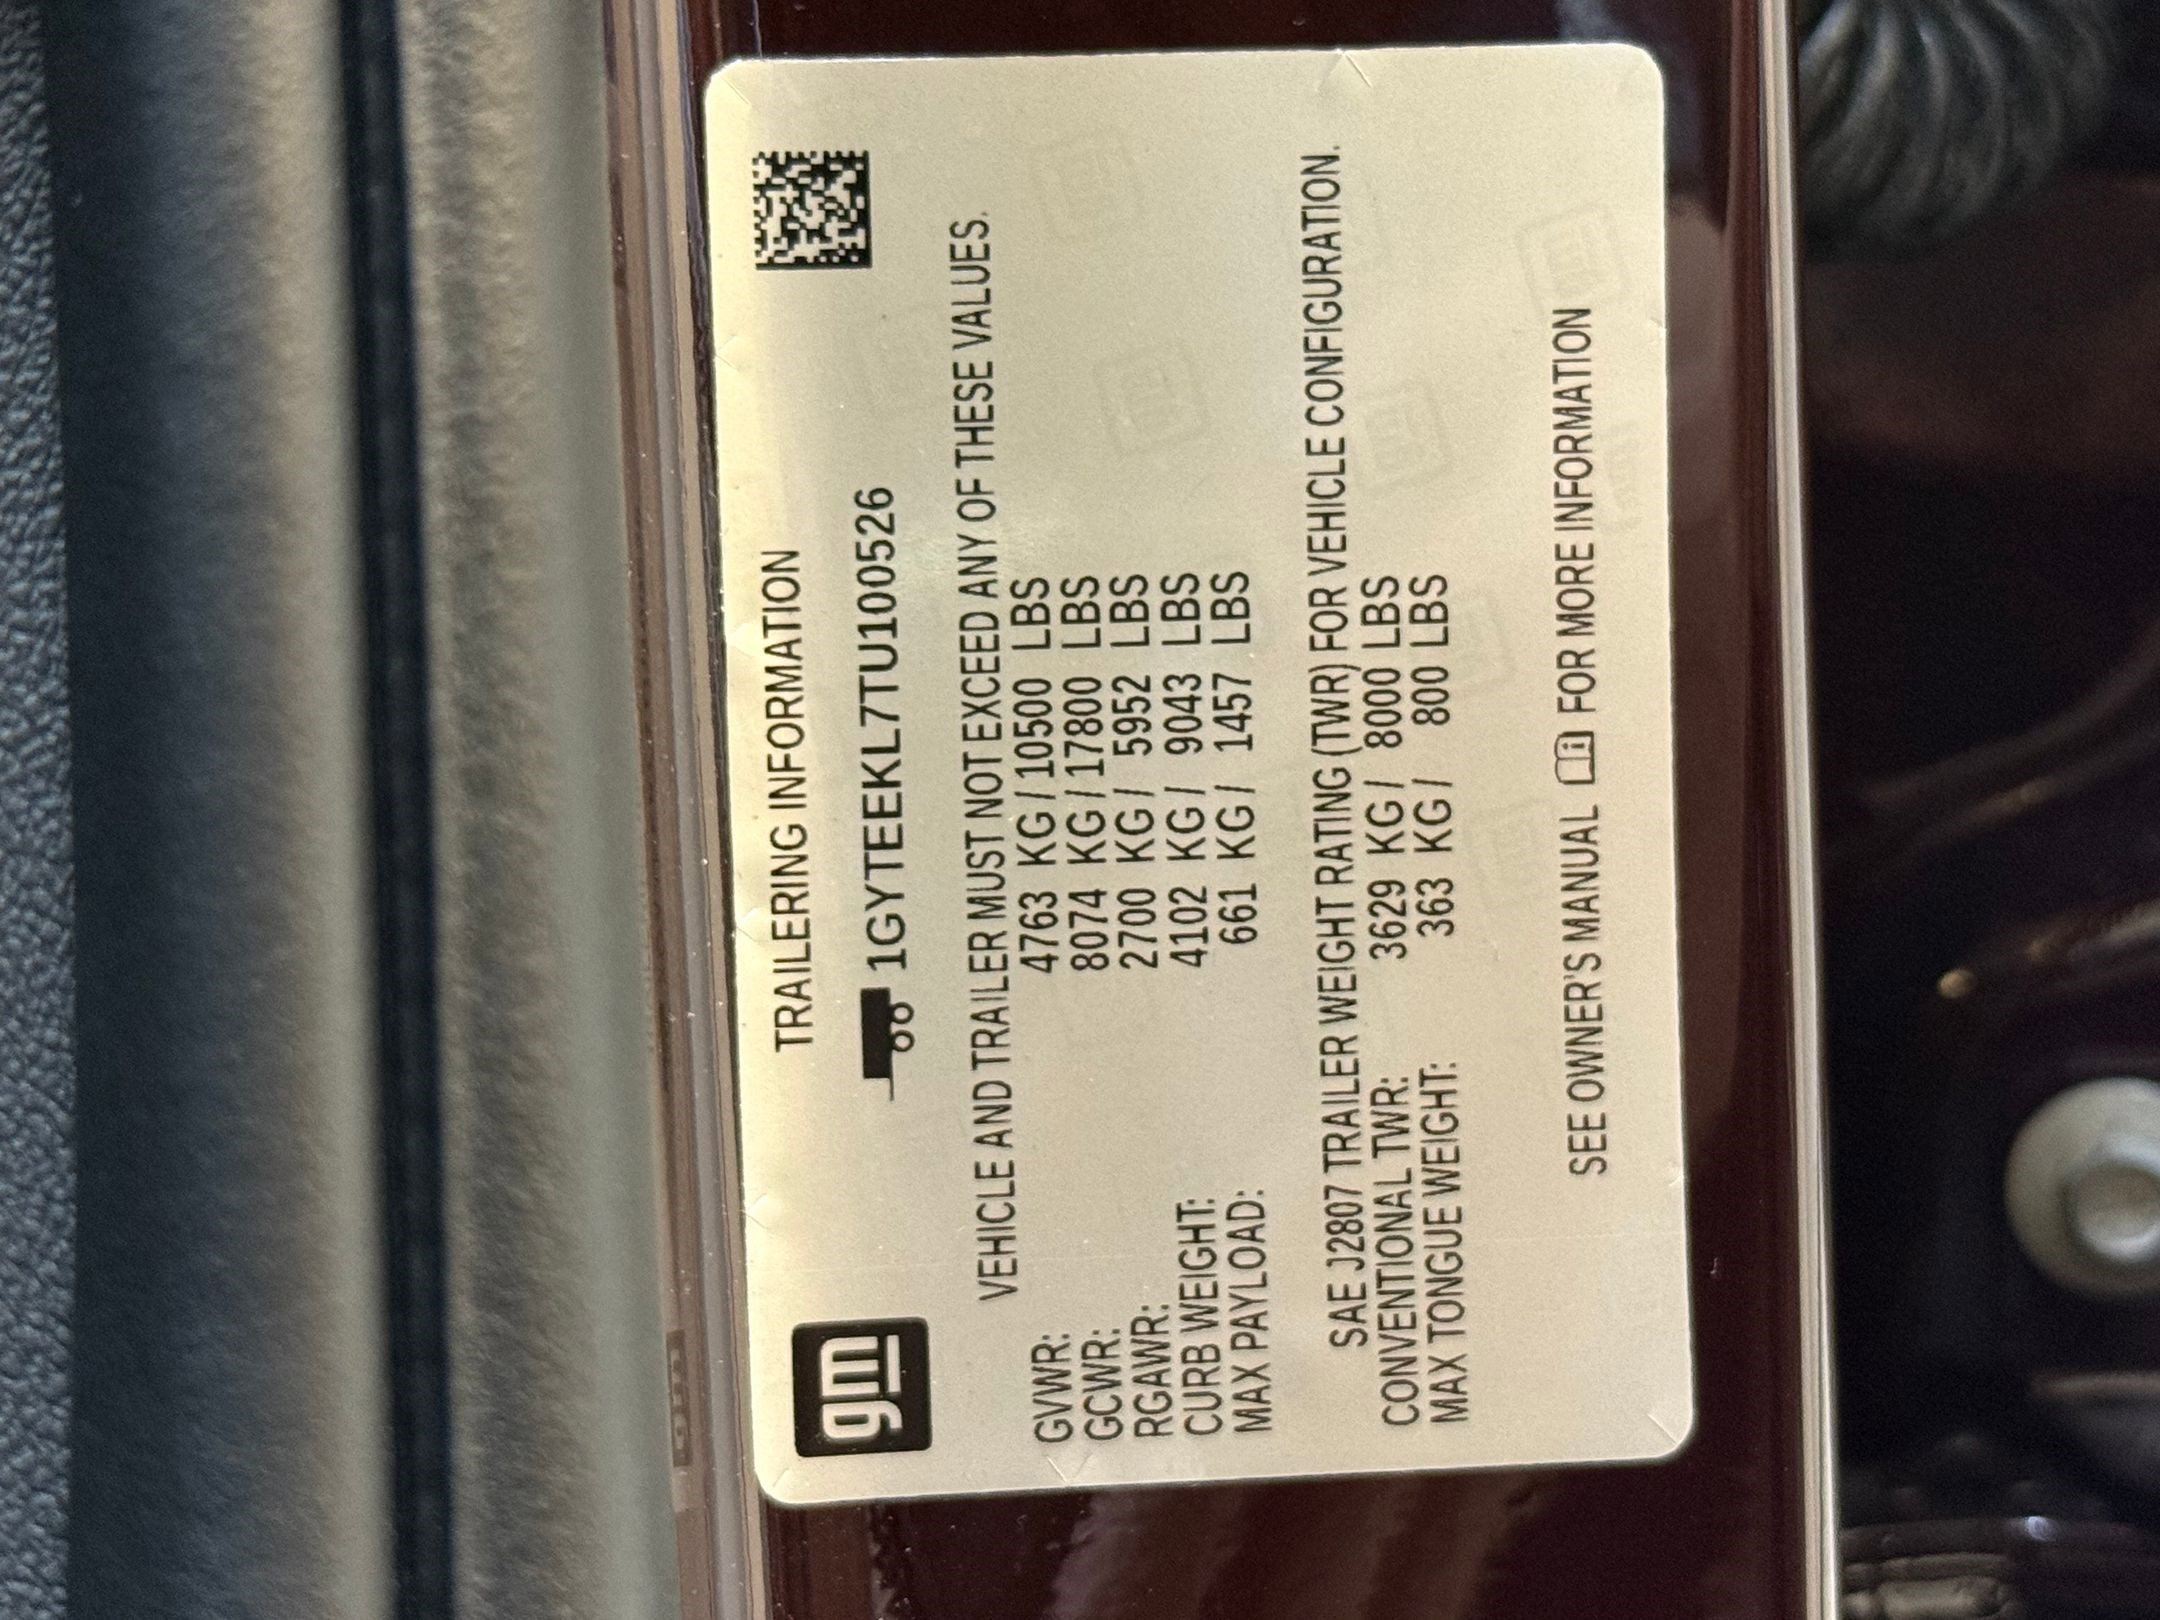 gm
TRAILERING INFORMATION
1GYTEEKL7TU100526
VEHICLE AND TRAILER MUST NOT EXCEED ANY OF THESE VALUES.
GVWR: 4763 KG / 10500 LBS
GCWR: 8074 KG / 17800 LBS
RGAWR: 2700 KG / 5952 LBS
CURB WEIGHT: 4102 KG / 9043 LBS
MAX PAYLOAD: 661 KG / 1457 LBS
SAE J2807 TRAILER WEIGHT RATING (TWR) FOR VEHICLE CONFIGURATION.
CONVENTIONAL TWR: 3629 KG / 8000 LBS
MAX TONGUE WEIGHT: 363 KG / 800 LBS
SEE OWNER'S MANUAL FOR MORE INFORMATION